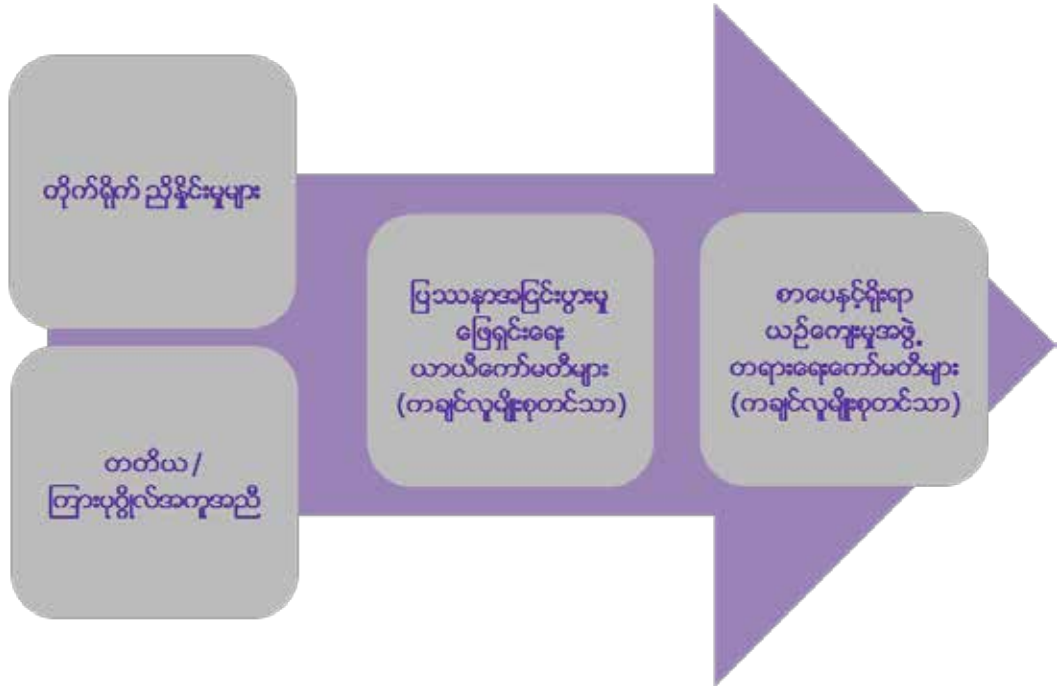 တိုက်ရိုက် ညှိနှိုင်းမှုများ
တတိယ /
ကြားပုဂ္ဂိုလ်အကူအညီ
ပြဿနာအငြင်းပွားမှု
ဖြေရှင်းရေး
ယာယီကော်မတီများ
(ကချင်လူမျိုးစုတင်သာ)
စာပေနှင့်ရိုးရာ
ယဉ်ကျေးမှုအဖွဲ့
တရားရေးကော်မတီများ
(ကချင်လူမျိုးစုတင်သာ)